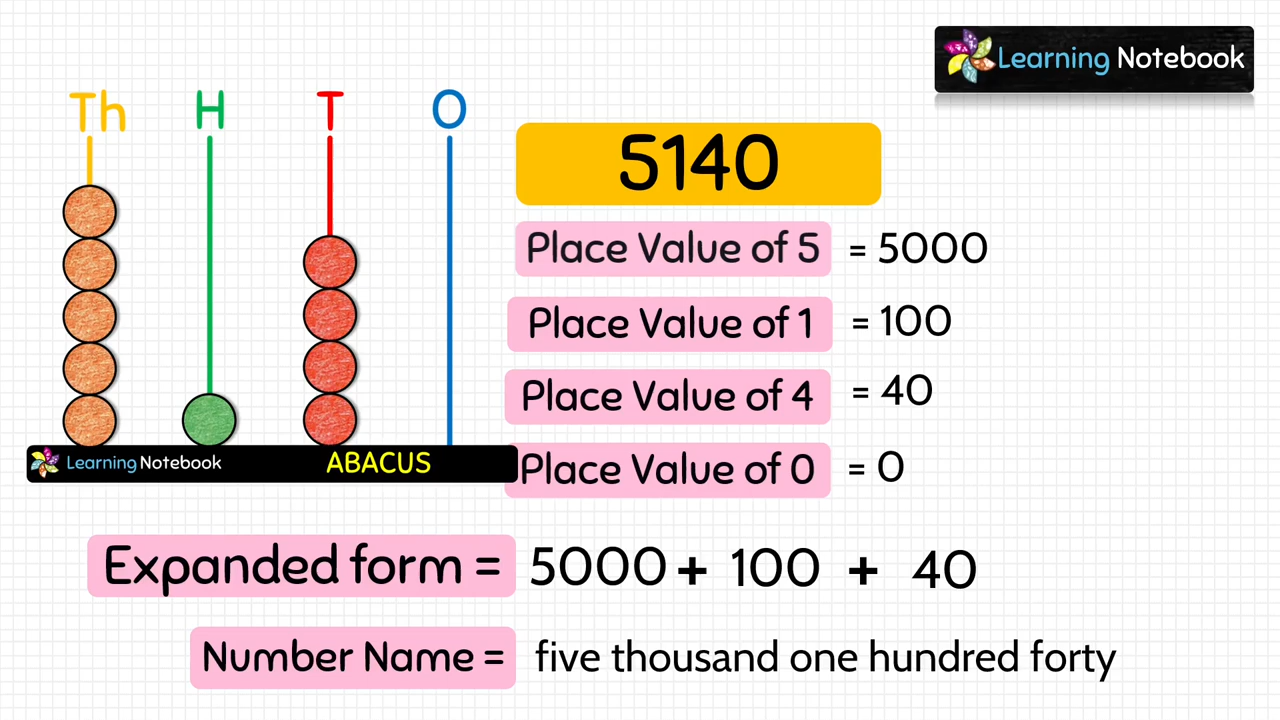 Learning Notebook
Th H T O
5140
Place Value of 5 = 5000
Place Value of 1 = 100
Place Value of 4 = 40
Place Value of 0 = 0
Learning Notebook ABACUS
Expanded form = 5000 + 100 + 40
Number Name = five thousand one hundred forty